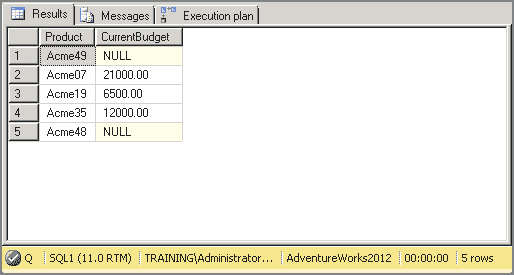 Results Messages Execution plan
Product CurrentBudget
1 Acme49 NULL
2 Acme07 21000.00
3 Acme19 6500.00
4 Acme35 12000.00
5 Acme48 NULL
Q SQL1 (11.0 RTM) TRAINING\Administrator... AdventureWorks2012 00:00:00 5 rows